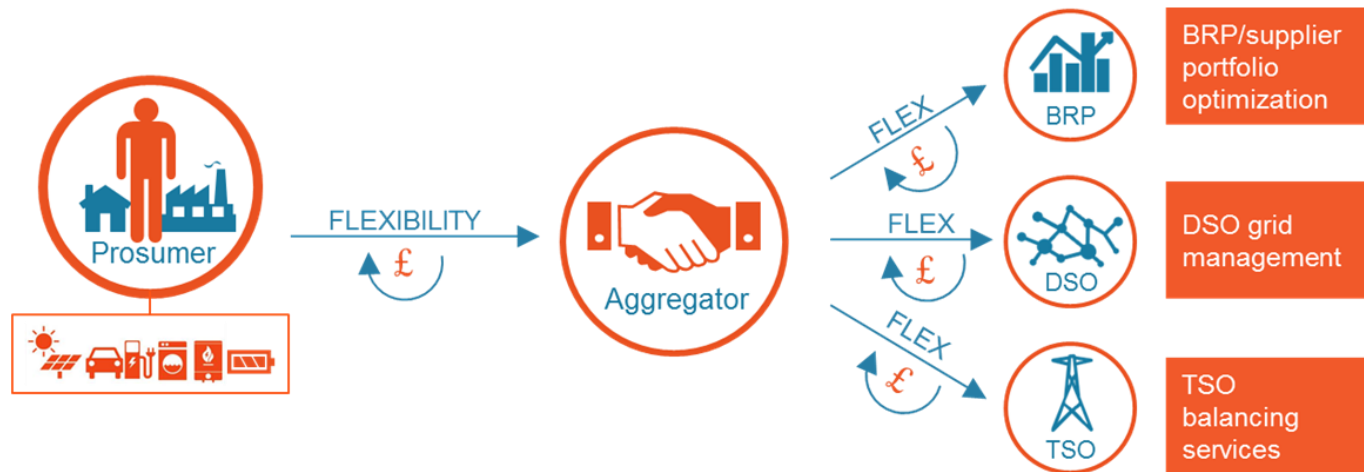 Prosumer
FLEXIBILITY
£
Aggregator
FLEX
£
BRP
BRP/supplier
portfolio
optimization
FLEX
£
DSO
DSO grid
management
FLEX
£
TSO
TSO
balancing
services